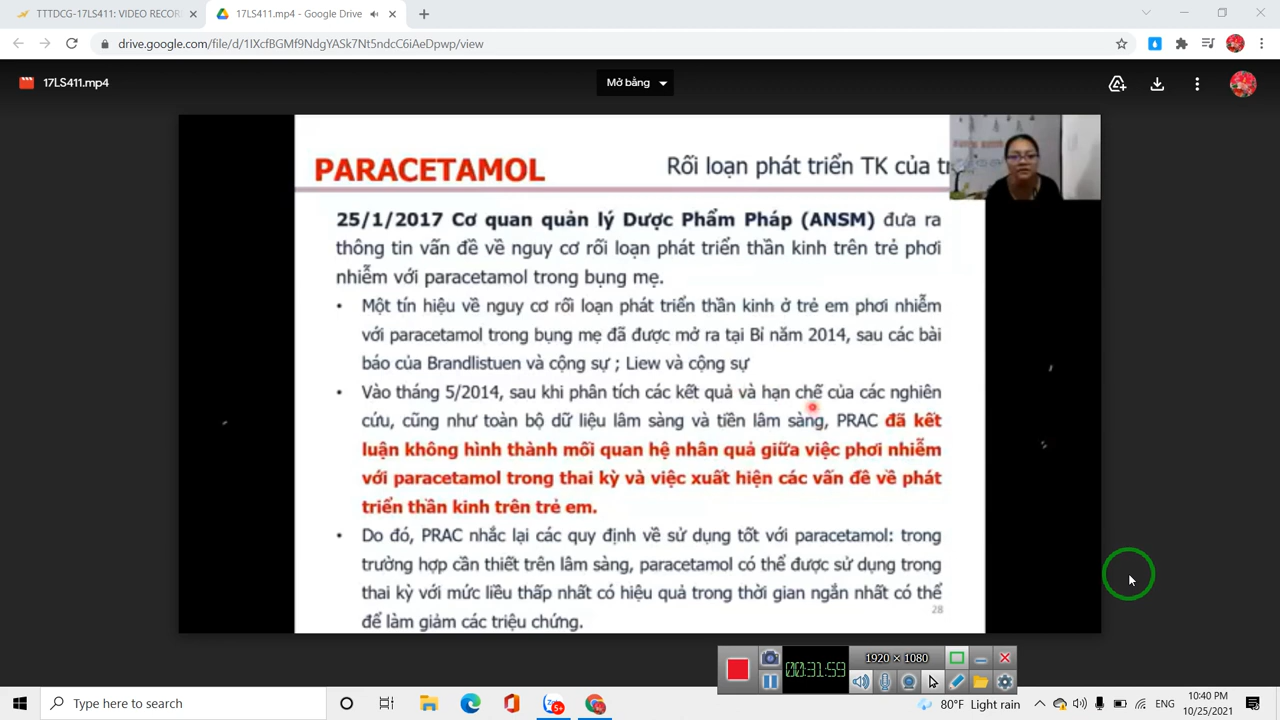 TTTDCG-17LS411: VIDEO RECOR
17LS411.mp4 - Google Drive
drive.google.com/file/d/1IXcfBGMf9NdgYASk7Nt5ndcC6iAeDpwp/view
17LS411.mp4
Mở bằng
PARACETAMOL
Rối loạn phát triển TK của tr
25/1/2017 Cơ quan quản lý Dược Phẩm Pháp (ANSM) đưa ra
thông tin vấn đề về nguy cơ rối loạn phát triển thần kinh trên trẻ phơi
nhiễm với paracetamol trong bụng mẹ.
• Một tín hiệu về nguy cơ rối loạn phát triển thần kinh ở trẻ em phơi nhiễm
với paracetamol trong bụng mẹ đã được mở ra tại Bỉ năm 2014, sau các bài
báo của Brandlistuen và cộng sự ; Liew và cộng sự
• Vào tháng 5/2014, sau khi phân tích các kết quả và hạn chế của các nghiên
cứu, cũng như toàn bộ dữ liệu lâm sàng và tiền lâm sàng, PRAC đã kết
luận không hình thành mối quan hệ nhân quả giữa việc phơi nhiễm
với paracetamol trong thai kỳ và việc xuất hiện các vấn đề về phát
triển thần kinh trên trẻ em.
• Do đó, PRAC nhắc lại các quy định về sử dụng tốt với paracetamol: trong
trường hợp cần thiết trên lâm sàng, paracetamol có thể được sử dụng trong
thai kỳ với mức liều thấp nhất có hiệu quả trong thời gian ngắn nhất có thể
để làm giảm các triệu chứng.
28
1920 × 1080
00:31:59
Type here to search
5+
80°F Light rain
ENG
10:40 PM
10/25/2021